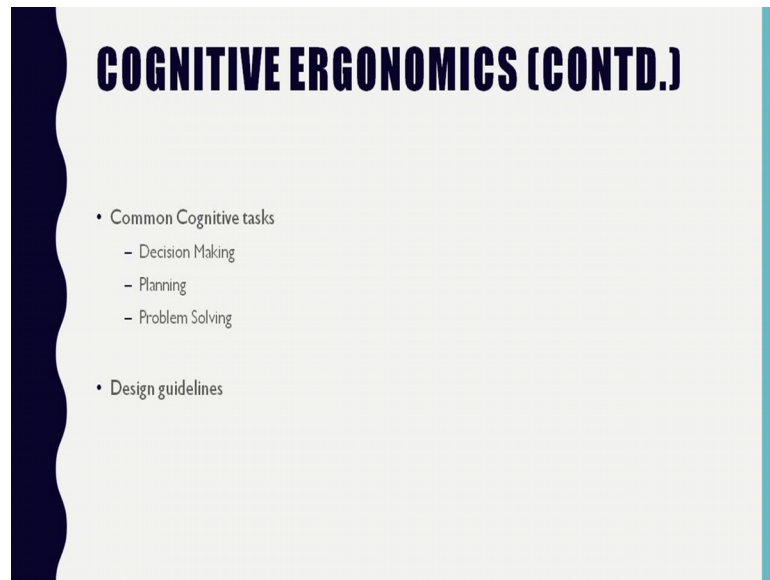 COGNITIVE ERGONOMICS (CONTD.)
• Common Cognitive tasks
– Decision Making
– Planning
– Problem Solving
• Design guidelines